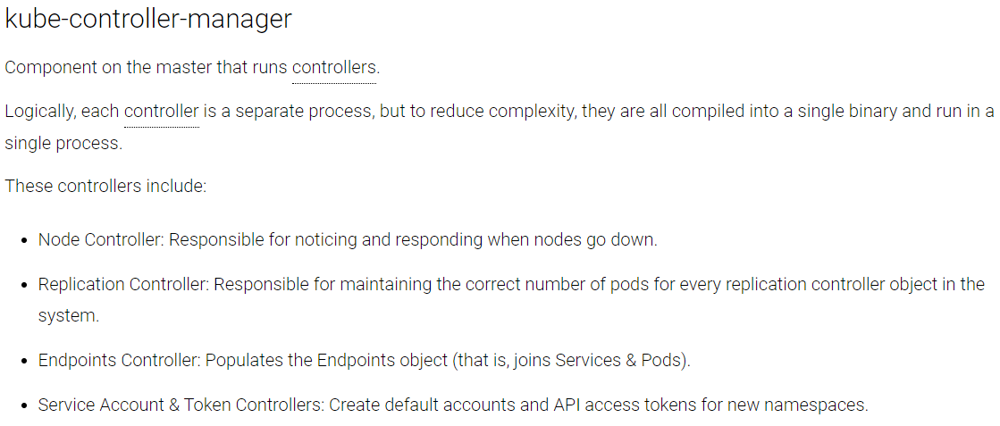 kube-controller-manager
Component on the master that runs controllers.
Logically, each controller is a separate process, but to reduce complexity, they are all compiled into a single binary and run in a
single process.
These controllers include:
• Node Controller: Responsible for noticing and responding when nodes go down.
• Replication Controller: Responsible for maintaining the correct number of pods for every replication controller object in the
system.
• Endpoints Controller: Populates the Endpoints object (that is, joins Services & Pods).
• Service Account & Token Controllers: Create default accounts and API access tokens for new namespaces.